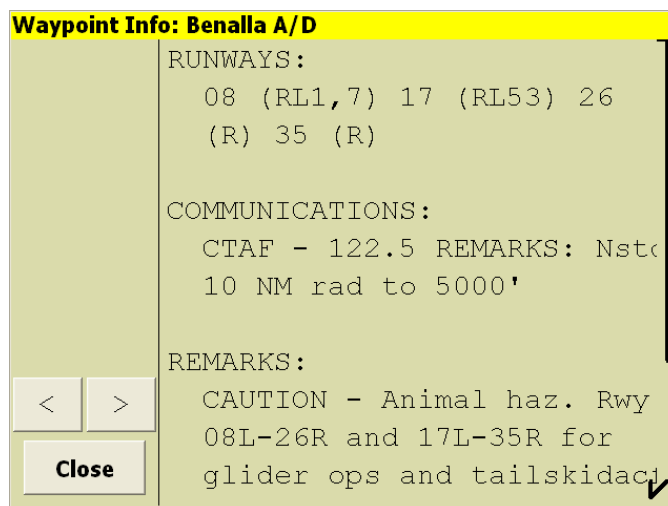 Waypoint Info: Benalla A/D
RUNWAYS:
08 (RL1,7) 17 (RL53) 26
(R) 35 (R)
COMMUNICATIONS:
CTAF - 122.5 REMARKS: Nstc
10 NM rad to 5000'
REMARKS:
CAUTION - Animal haz. Rwy
08L-26R and 17L-35R for
glider ops and
< >
Close